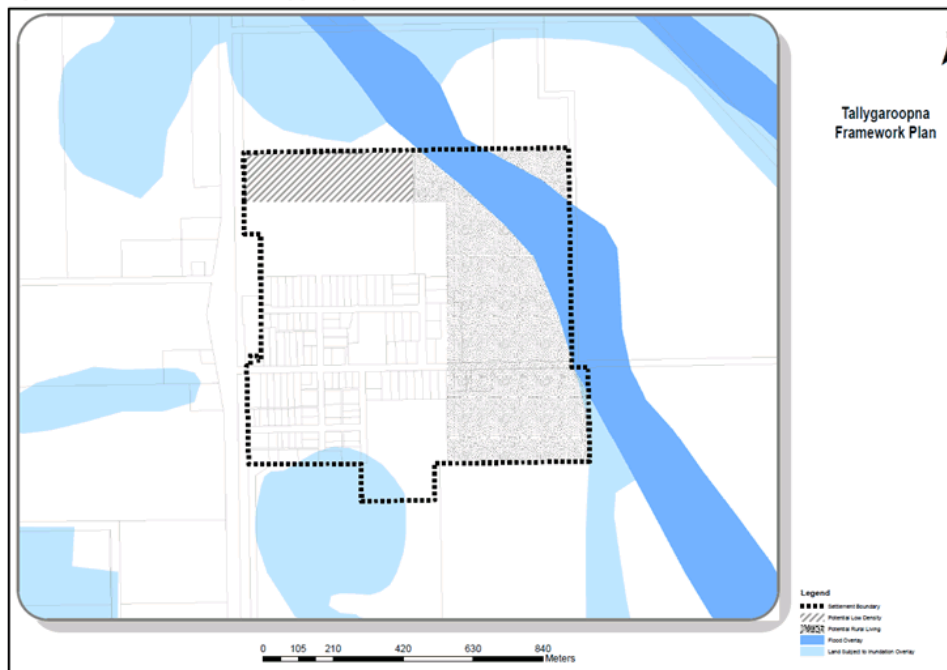 Tallygaroopna
Framework Plan
Legend
Settlement Boundary
Potential Low Density
Potential Rural Living
Flood Overlay
Land Subject to Inundation Overlay
0 105 210 420 630 840
Meters